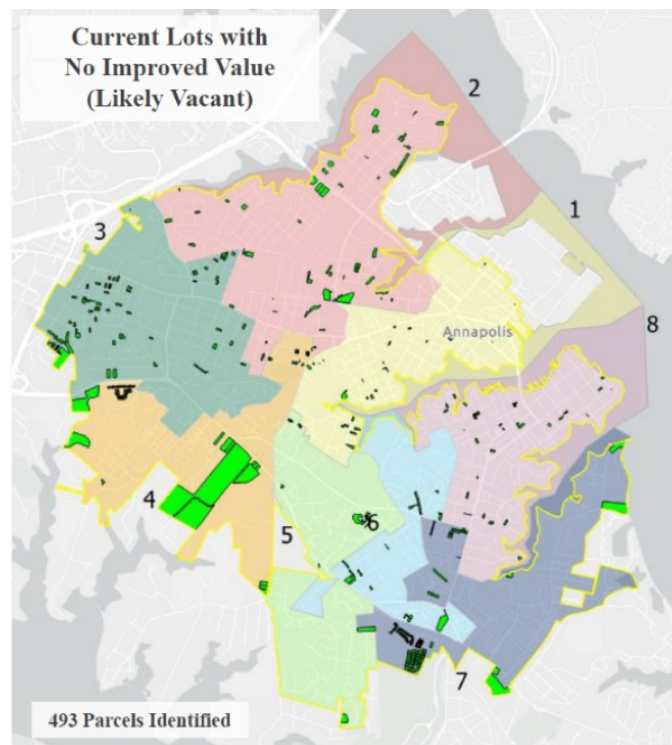 Current Lots with
No Improved Value
(Likely Vacant)
2
1
3
8
Annapolis
4
5
6
7
493 Parcels Identified